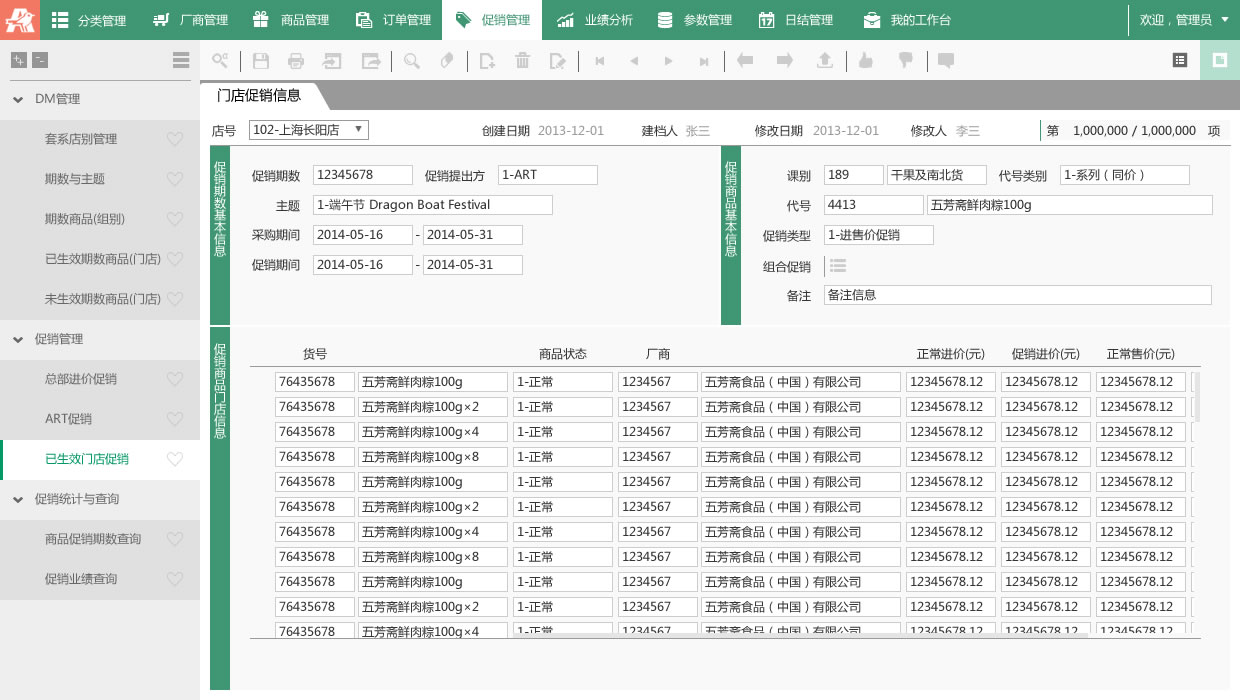 分类管理 厂商管理 商品管理 订单管理 促销管理 业绩分析 参数管理 日结管理 我的工作台 欢迎，管理员
DM管理
套系店别管理
期数与主题
期数商品(组别)
已生效期数商品(门店)
未生效期数商品(门店)
促销管理
总部进价促销
ART促销
已生效门店促销
促销统计与查询
商品促销期数查询
促销业绩查询
门店促销信息
店号 102-上海长阳店 创建日期 2013-12-01 建档人 张三 修改日期 2013-12-01 修改人 李三 第 1,000,000 / 1,000,000 项
促销期数基本信息
促销期数 12345678 促销提出方 1-ART
主题 1-端午节 Dragon Boat Festival
采购期间 2014-05-16 - 2014-05-31
促销期间 2014-05-16 - 2014-05-31
促销商品基本信息
课别 189 干果及南北货 代号类别 1-系列（同价）
代号 4413 五芳斋鲜肉粽100g
促销类型 1-进售价促销
组合促销
备注 备注信息
促销商品门店信息
货号 商品状态 厂商 正常进价(元) 促销进价(元) 正常售价(元)
76435678 五芳斋鲜肉粽100g 1-正常 1234567 五芳斋食品（中国）有限公司 12345678.12 12345678.12 12345678.12
76435678 五芳斋鲜肉粽100g×2 1-正常 1234567 五芳斋食品（中国）有限公司 12345678.12 12345678.12 12345678.12
76435678 五芳斋鲜肉粽100g×4 1-正常 1234567 五芳斋食品（中国）有限公司 12345678.12 12345678.12 12345678.12
76435678 五芳斋鲜肉粽100g×8 1-正常 1234567 五芳斋食品（中国）有限公司 12345678.12 12345678.12 12345678.12
76435678 五芳斋鲜肉粽100g 1-正常 1234567 五芳斋食品（中国）有限公司 12345678.12 12345678.12 12345678.12
76435678 五芳斋鲜肉粽100g×2 1-正常 1234567 五芳斋食品（中国）有限公司 12345678.12 12345678.12 12345678.12
76435678 五芳斋鲜肉粽100g×4 1-正常 1234567 五芳斋食品（中国）有限公司 12345678.12 12345678.12 12345678.12
76435678 五芳斋鲜肉粽100g×8 1-正常 1234567 五芳斋食品（中国）有限公司 12345678.12 12345678.12 12345678.12
76435678 五芳斋鲜肉粽100g 1-正常 1234567 五芳斋食品（中国）有限公司 12345678.12 12345678.12 12345678.12
76435678 五芳斋鲜肉粽100g×2 1-正常 1234567 五芳斋食品（中国）有限公司 12345678.12 12345678.12 12345678.12
76435678 五芳斋鲜肉粽100g×4 1-正常 1234567 五芳斋食品（中国）有限公司 12345678.12 12345678.12 12345678.12